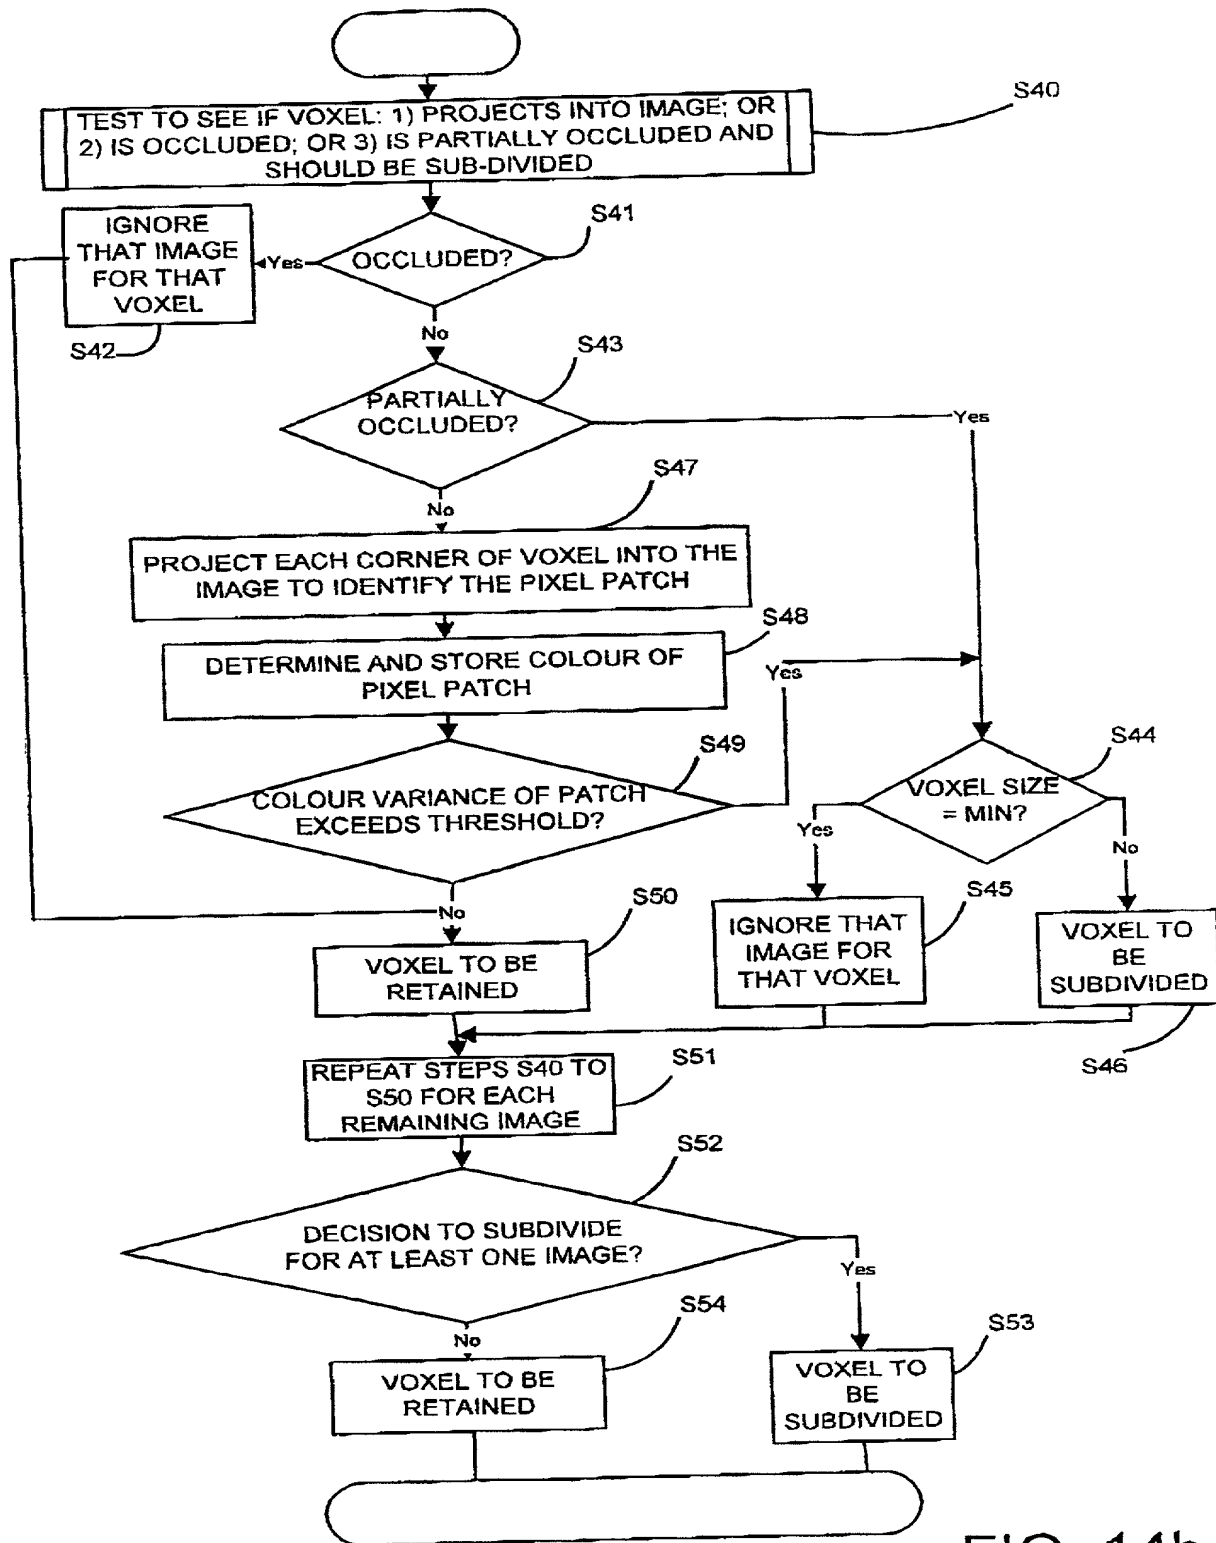 TEST TO SEE IF VOXEL: 1) PROJECTS INTO IMAGE; OR
2) IS OCCLUDED; OR 3) IS PARTIALLY OCCLUDED AND
SHOULD BE SUB-DIVIDED
S40
IGNORE
THAT IMAGE
FOR THAT
VOXEL
S42
Yes
OCCLUDED?
S41
No
S43
PARTIALLY
OCCLUDED?
Yes
No
S47
PROJECT EACH CORNER OF VOXEL INTO THE
IMAGE TO IDENTIFY THE PIXEL PATCH
S48
DETERMINE AND STORE COLOUR OF
PIXEL PATCH
Yes
S49
COLOUR VARIANCE OF PATCH
EXCEEDS THRESHOLD?
S44
VOXEL SIZE
= MIN?
Yes
No
No
S50
VOXEL TO BE
RETAINED
S45
IGNORE THAT
IMAGE FOR
THAT VOXEL
VOXEL TO
BE
SUBDIVIDED
S46
REPEAT STEPS S40 TO
S50 FOR EACH
REMAINING IMAGE
S51
S52
DECISION TO SUBDIVIDE
FOR AT LEAST ONE IMAGE?
Yes
No
S54
VOXEL TO BE
RETAINED
S53
VOXEL TO
BE
SUBDIVIDED
FIG. 14b